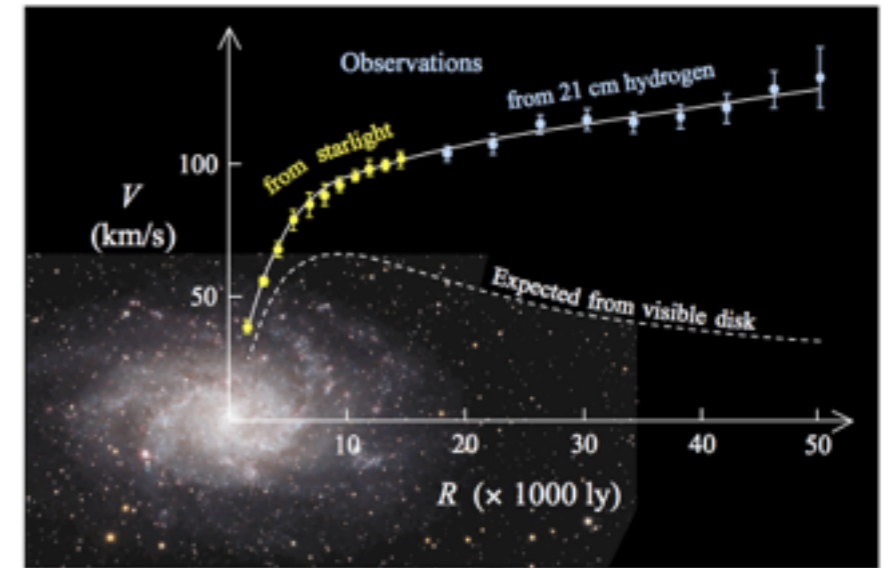 Observations
from 21 cm hydrogen
from starlight
100
V
(km/s)
50
Expected from visible disk
10
20
30
40
50
R (× 1000 ly)